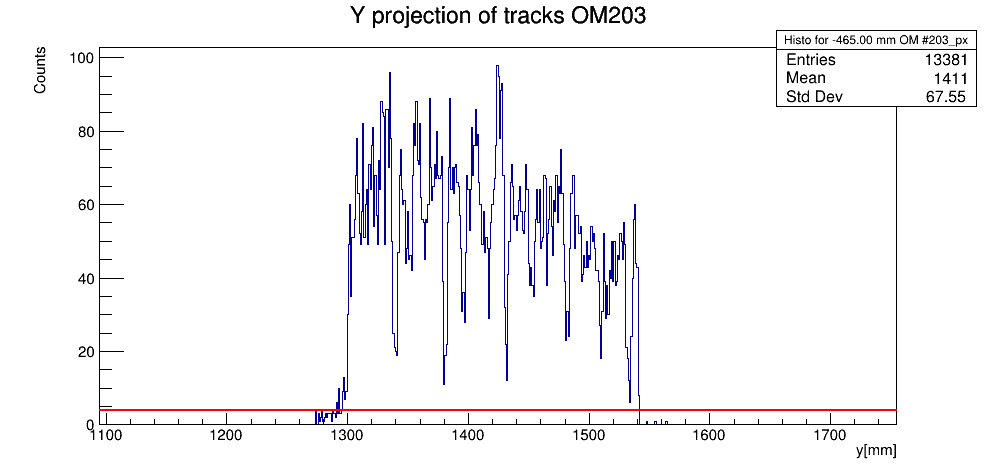 Y projection of tracks OM203
Histo for -465.00 mm OM #203_px
Entries 13381
Mean 1411
Std Dev 67.55
Counts
100
80
60
40
20
0
1100 1200 1300 1400 1500 1600 1700
y[mm]